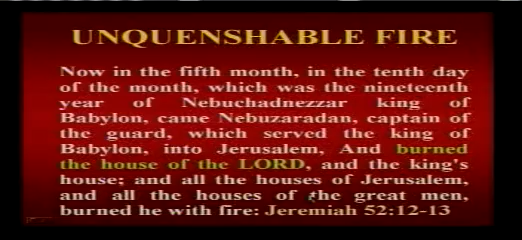 UNQUENSHABLE FIRE
Now in the fifth month, in the tenth day
of the month, which was the nineteenth
year of Nebuchadnezzar king of
Babylon, came Nebuzaradan, captain of
the guard, which served the king of
Babylon, into Jerusalem, And burned
the house of the LORD, and the king's
house; and all the houses of Jerusalem,
and all the houses of the great men,
burned he with fire: Jeremiah 52:12-13